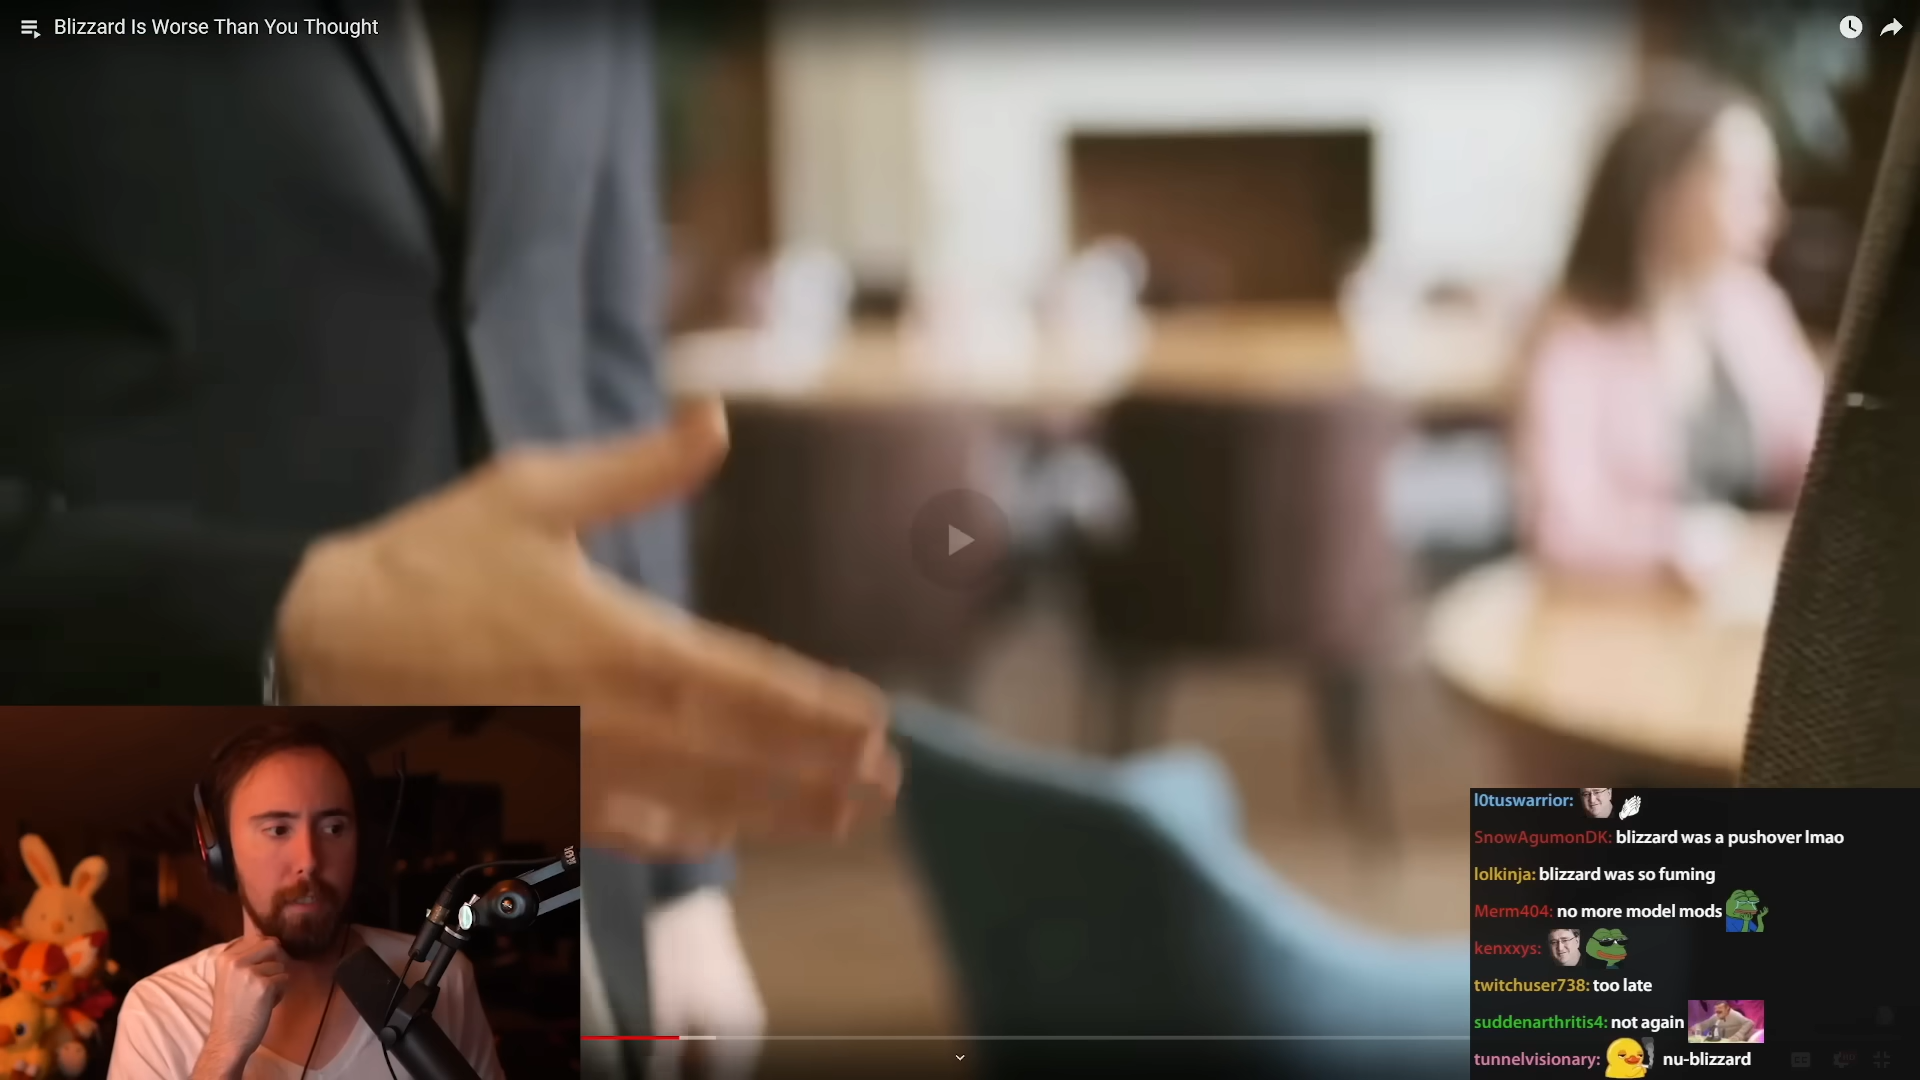 Blizzard Is Worse Than You Thought
l0tuswarrior:
SnowAgumonDK: blizzard was a pushover lmao
lolkinja: blizzard was so fuming
Merm404: no more model mods
kenxxys:
twitchuser738: too late
suddenarthritis4: not again
tunnelvisionary: nu-blizzard